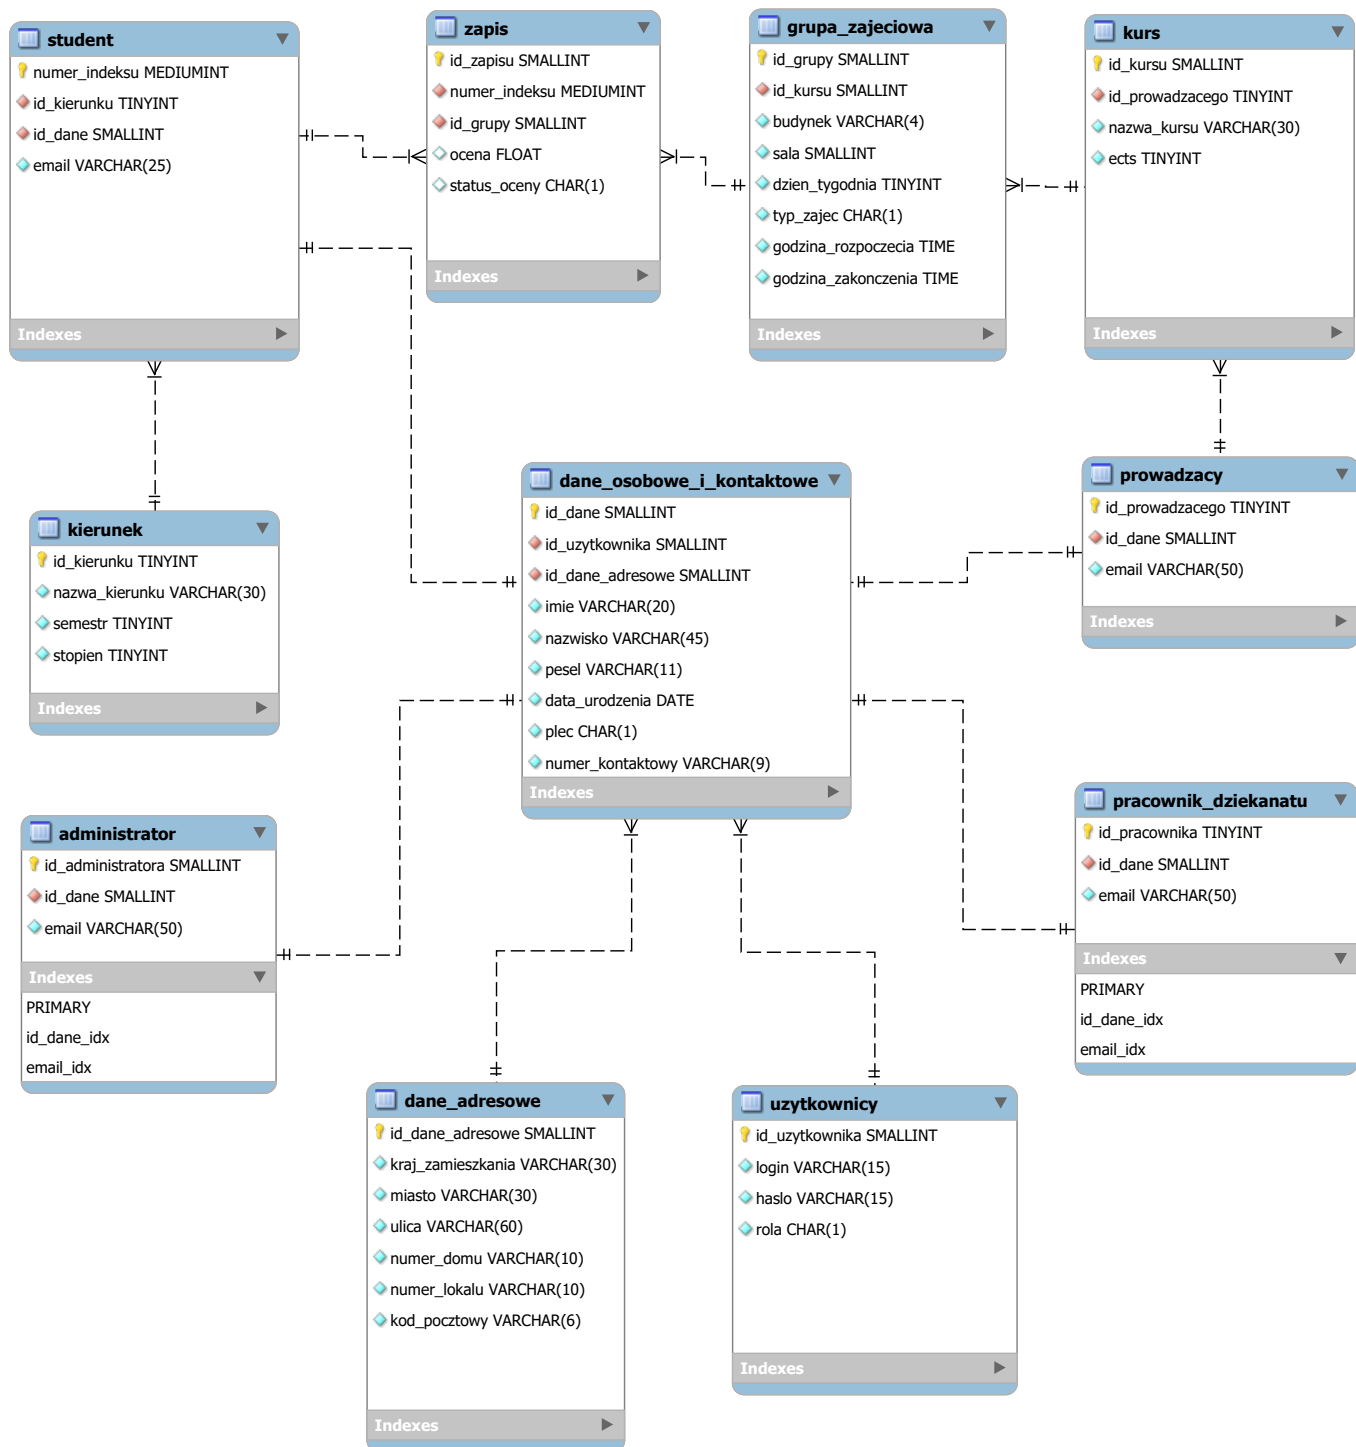 student
numer_indeksu MEDIUMINT
id_kierunku TINYINT
id_dane SMALLINT
email VARCHAR(25)
Indexes
zapis
id_zapisu SMALLINT
numer_indeksu MEDIUMINT
id_grupy SMALLINT
ocena FLOAT
status_oceny CHAR(1)
Indexes
grupa_zajeciowa
id_grupy SMALLINT
id_kursu SMALLINT
budynek VARCHAR(4)
sala SMALLINT
dzien_tygodnia TINYINT
typ_zajec CHAR(1)
godzina_rozpoczecia TIME
godzina_zakonczenia TIME
Indexes
kurs
id_kursu SMALLINT
id_prowadzacego TINYINT
nazwa_kursu VARCHAR(30)
ects TINYINT
Indexes
kierunek
id_kierunku TINYINT
nazwa_kierunku VARCHAR(30)
semestr TINYINT
stopien TINYINT
Indexes
dane_osobowe_i_kontaktowe
id_dane SMALLINT
id_uzytkownika SMALLINT
id_dane_adresowe SMALLINT
imie VARCHAR(20)
nazwisko VARCHAR(45)
pesel VARCHAR(11)
data_urodzenia DATE
plec CHAR(1)
numer_kontaktowy VARCHAR(9)
Indexes
prowadzacy
id_prowadzacego TINYINT
id_dane SMALLINT
email VARCHAR(50)
Indexes
administrator
id_administratora SMALLINT
id_dane SMALLINT
email VARCHAR(50)
Indexes
PRIMARY
id_dane_idx
email_idx
pracownik_dziekanatu
id_pracownika TINYINT
id_dane SMALLINT
email VARCHAR(50)
Indexes
PRIMARY
id_dane_idx
email_idx
dane_adresowe
id_dane_adresowe SMALLINT
kraj_zamieszkania VARCHAR(30)
miasto VARCHAR(30)
ulica VARCHAR(60)
numer_domu VARCHAR(10)
numer_lokalu VARCHAR(10)
kod_pocztowy VARCHAR(6)
Indexes
uzytkownicy
id_uzytkownika SMALLINT
login VARCHAR(15)
haslo VARCHAR(15)
rola CHAR(1)
Indexes